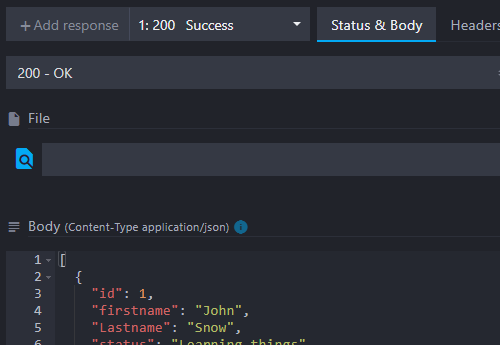 + Add response 1: 200 Success Status & Body Headers
200 - OK
File
Body (Content-Type application/json)
1 [
2 {
3 "id": 1,
4 "firstname": "John",
5 "Lastname": "Snow",
6 "status": "Learning things"